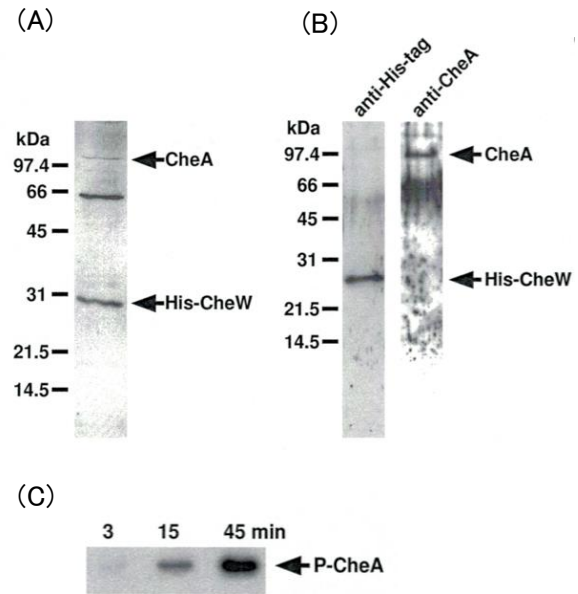 (A)
kDa
97.4
CheA
66
45
31
His-CheW
21.5
14.5
(B)
anti-His-tag
anti-CheA
kDa
97.4
CheA
66
45
31
His-CheW
21.5
14.5
(C)
3 15 45 min
P-CheA